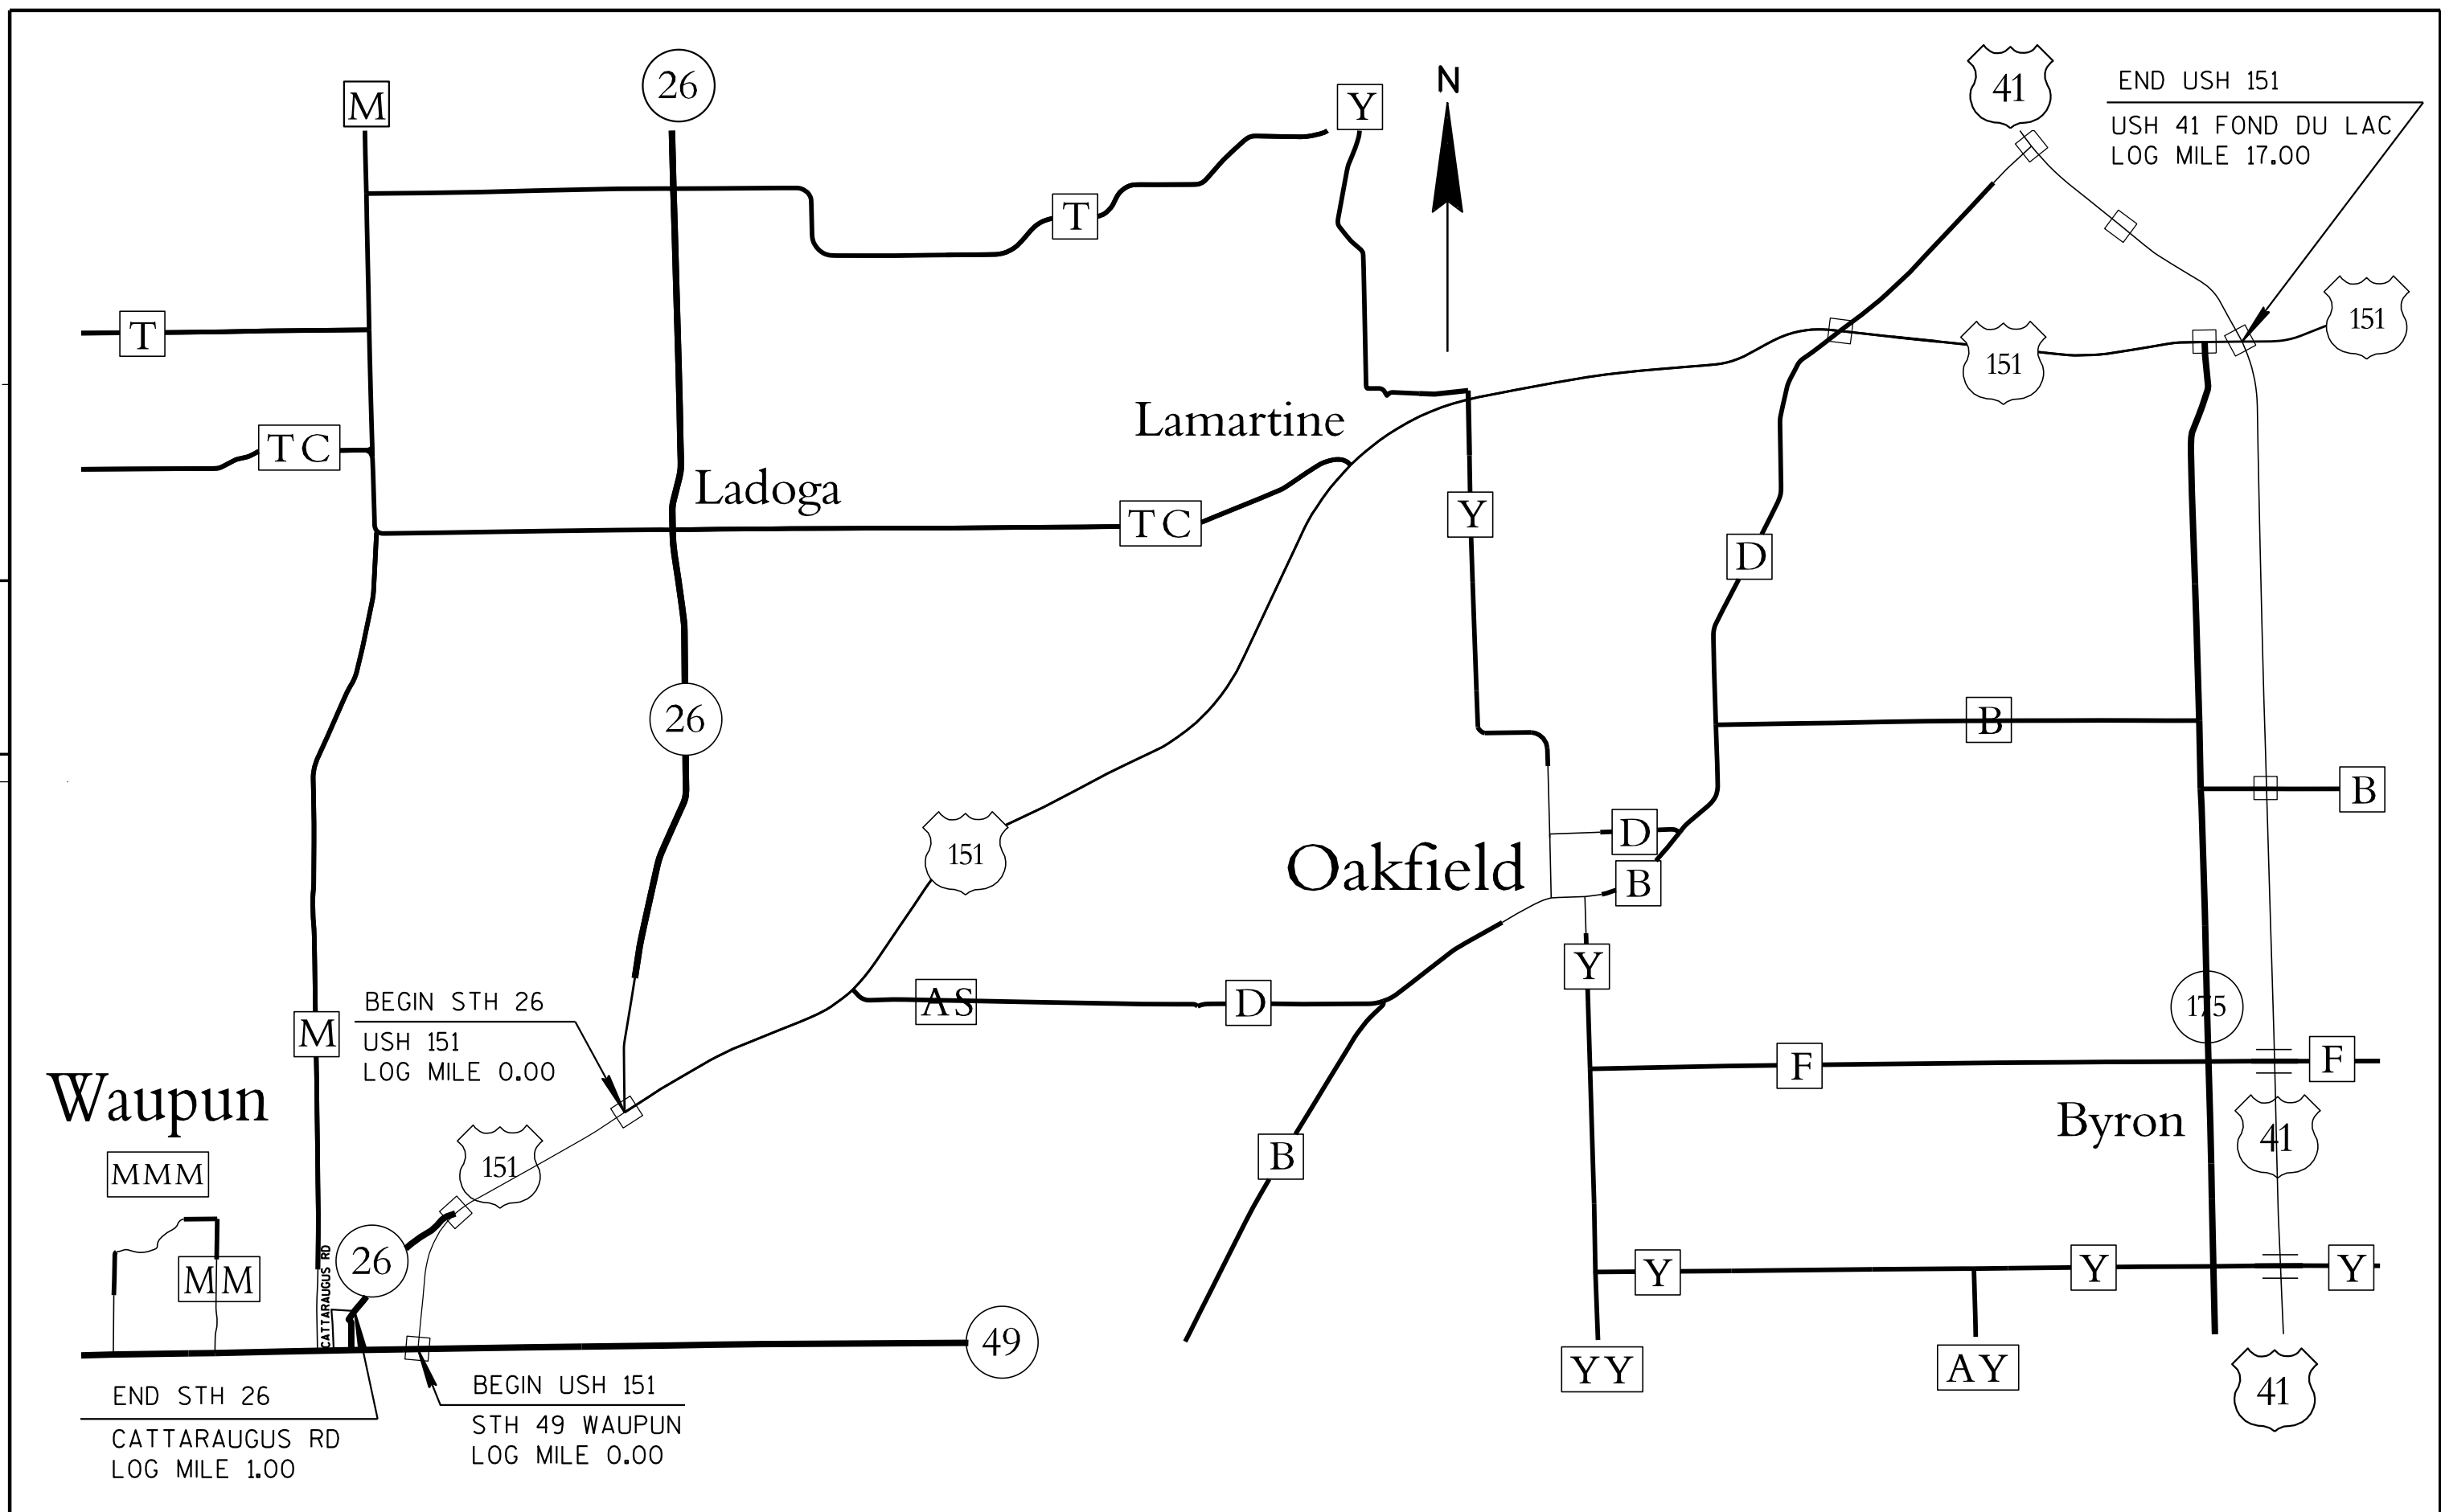 26
41
END USH 151
M
Y
N
USH 41 FOND DU LAC
LOG MILE 17.00
T
151
T
151
Lamartine
TC
Ladoga
Y
TC
D
26
B
B
D
151
Oakfield
B
Y
BEGIN STH 26
AS
D
175
M
USH 151
LOG MILE 0.00
F
F
Waupun
Byron
41
B
MMM
151
CATTARAUGUS RD
26
MM
Y
Y
Y
49
YY
AY
41
END STH 26
CATTARAUGUS RD
LOG MILE 1.00
BEGIN USH 151
STH 49 WAUPUN
LOG MILE 0.00